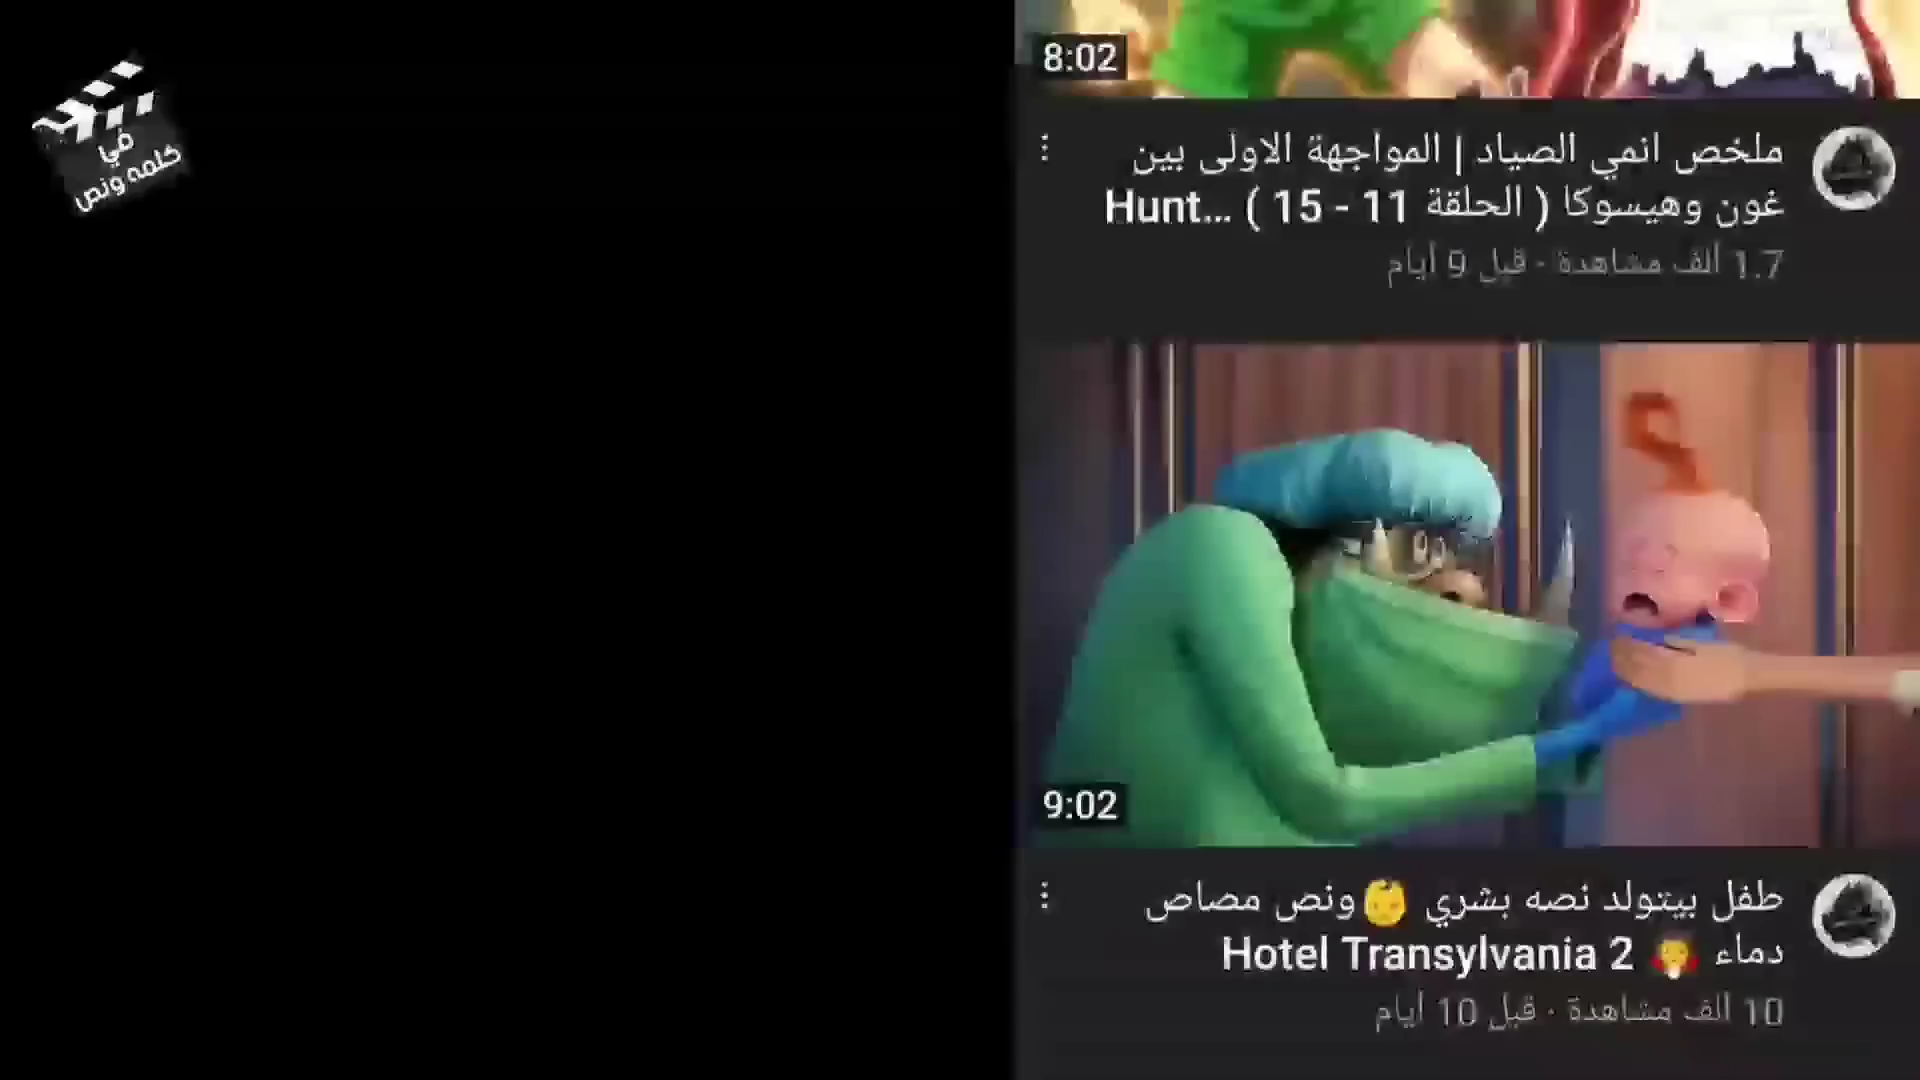 في
كلمه ونص
8:02
ملخص انمي الصياد | المواجهة الاولى بين
غون وهيسوكا ( الحلقة 11 - 15 ) Hunt...
1.7 ألف مشاهدة · قبل 9 أيام
9:02
طفل بيتولد نصه بشري 👶ونص مصاص
دماء 🧛 Hotel Transylvania 2
10 ألف مشاهدة · قبل 10 أيام